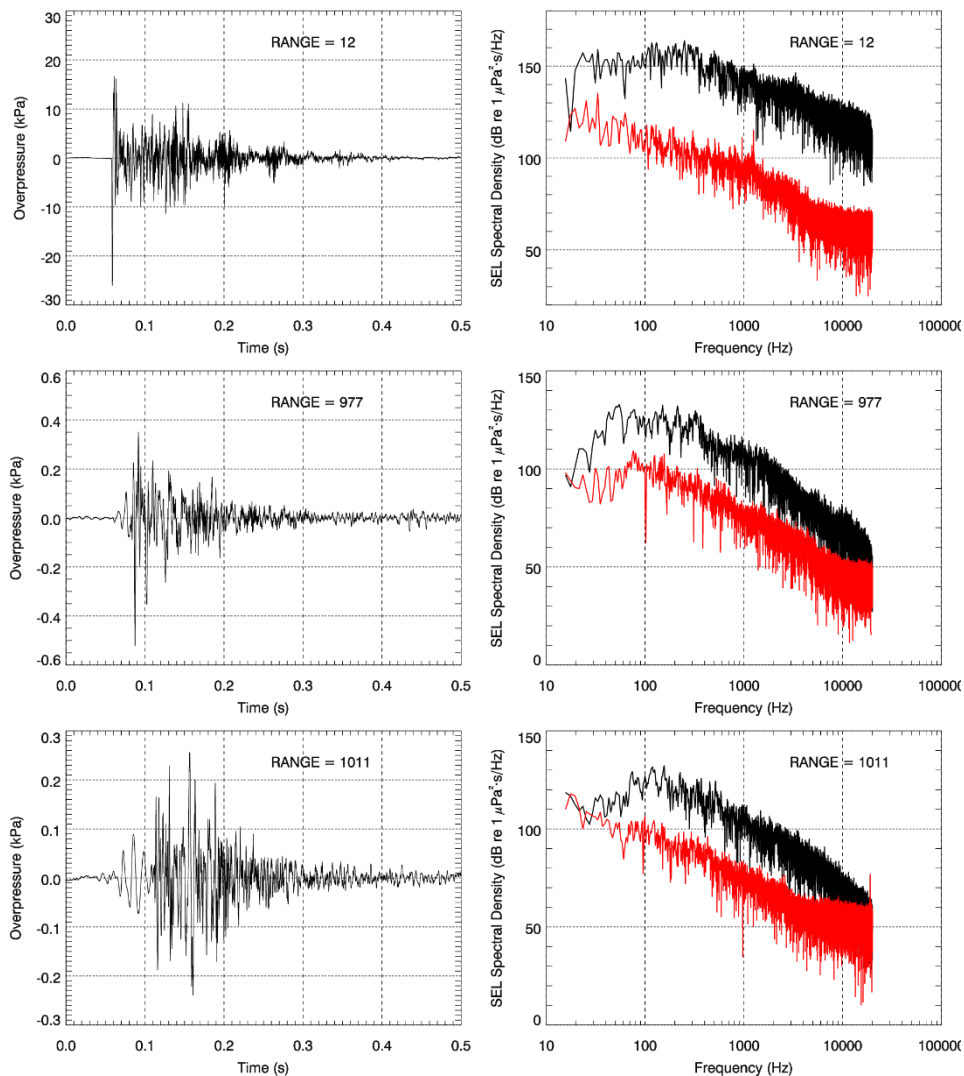 RANGE = 12
Overpressure (kPa)
30
20
10
0
-10
-20
-30
0.0 0.1 0.2 0.3 0.4 0.5
Time (s)
RANGE = 12
SEL Spectral Density (dB re 1 µPa²·s/Hz)
150
100
50
10 100 1000 10000 100000
Frequency (Hz)
RANGE = 977
Overpressure (kPa)
0.6
0.4
0.2
0.0
-0.2
-0.4
-0.6
0.0 0.1 0.2 0.3 0.4 0.5
Time (s)
RANGE = 977
SEL Spectral Density (dB re 1 µPa²·s/Hz)
150
100
50
0
10 100 1000 10000 100000
Frequency (Hz)
RANGE = 1011
Overpressure (kPa)
0.3
0.2
0.1
0.0
-0.1
-0.2
-0.3
0.0 0.1 0.2 0.3 0.4 0.5
Time (s)
RANGE = 1011
SEL Spectral Density (dB re 1 µPa²·s/Hz)
150
100
50
0
10 100 1000 10000 100000
Frequency (Hz)